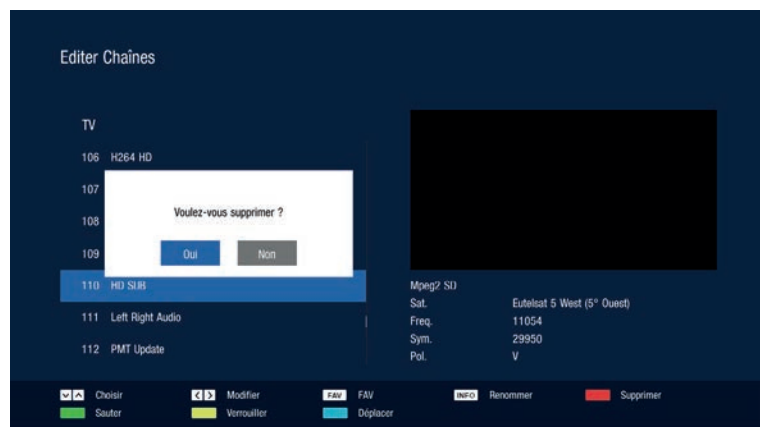 Editer Chaînes
TV
106 H264 HD
107
Voulez-vous supprimer ?
108
109
Oui Non
110 HD SUB
111 Left Right Audio
112 PMT Update
Mpeg2 SD
Sat. Eutelsat 5 West (5° Ouest)
Freq. 11054
Sym. 29950
Pol. V
Choisir Modifier FAV FAV INFO Renommer Supprimer
Sauter Verrouiller Déplacer